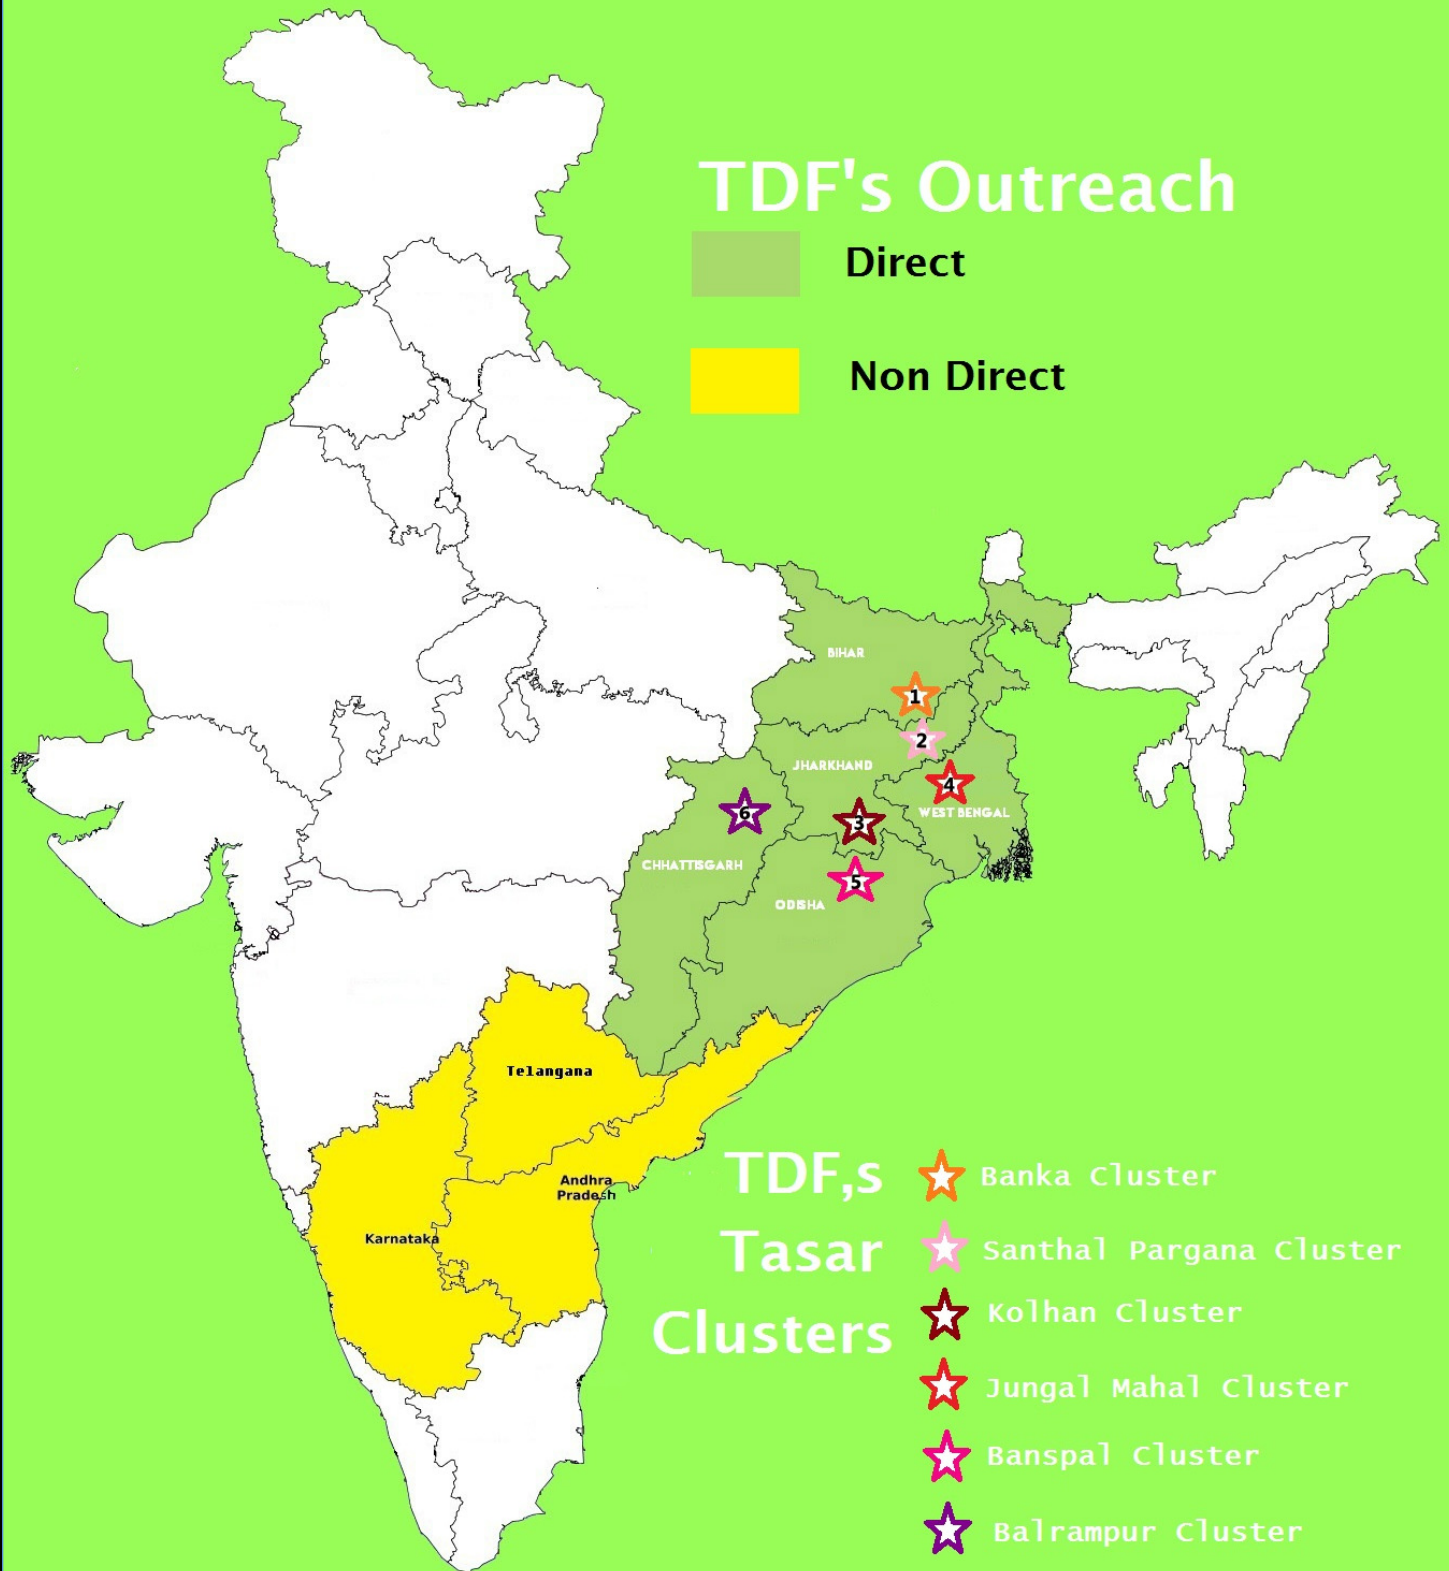 TDF's Outreach
Direct
Non Direct
BIHAR
1
2
JHARKHAND
4
WEST BENGAL
6
3
CHHATTISGARH
5
ODISHA
Telangana
Andhra
Pradesh
Karnataka
TDF,s
Tasar
Clusters
Banka Cluster
Santhal Pargana Cluster
Kolhan Cluster
Jungal Mahal Cluster
Banspal Cluster
Balrampur Cluster